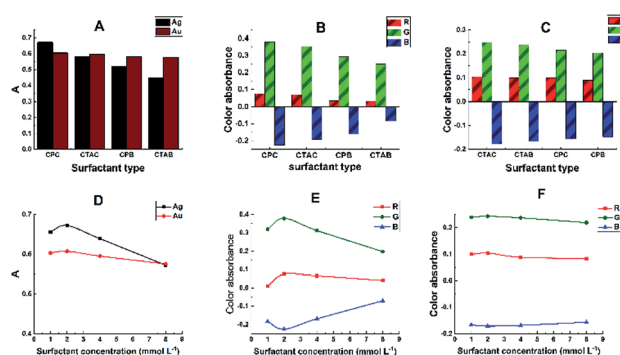 A
Ag
Au
0.7
0.6
0.5
0.4
0.3
0.2
0.1
0.0
A
CPC CTAC CPB CTAB
Surfactant type
B
R
G
B
0.4
0.3
0.2
0.1
0.0
-0.1
-0.2
Color absorbance
CPC CTAC CPB CTAB
surfactant type
C
0.3
0.2
0.1
0.0
-0.1
-0.2
Color absorbance
CTAC CTAB CPC CPB
Surfactant type
D
Ag
Au
0.7
0.6
0.5
0.4
A
0 1 2 3 4 5 6 7 8 9
Surfactant concentration (mmol L⁻¹)
E
R
G
B
0.4
0.3
0.2
0.1
0.0
-0.1
-0.2
Color absorbance
0 1 2 3 4 5 6 7 8 9
Surfactant concentration (mmol L⁻¹)
F
R
G
B
0.2
0.1
0.0
-0.1
-0.2
Color absorbance
0 1 2 3 4 5 6 7 8 9
Surfactant concentration (mmol L⁻¹)